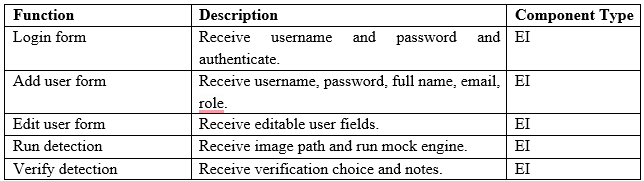 Function Description Component Type
Login form Receive username and password and EI
authenticate.
Add user form Receive username, password, full name, email, EI
role.
Edit user form Receive editable user fields. EI
Run detection Receive image path and run mock engine. EI
Verify detection Receive verification choice and notes. EI